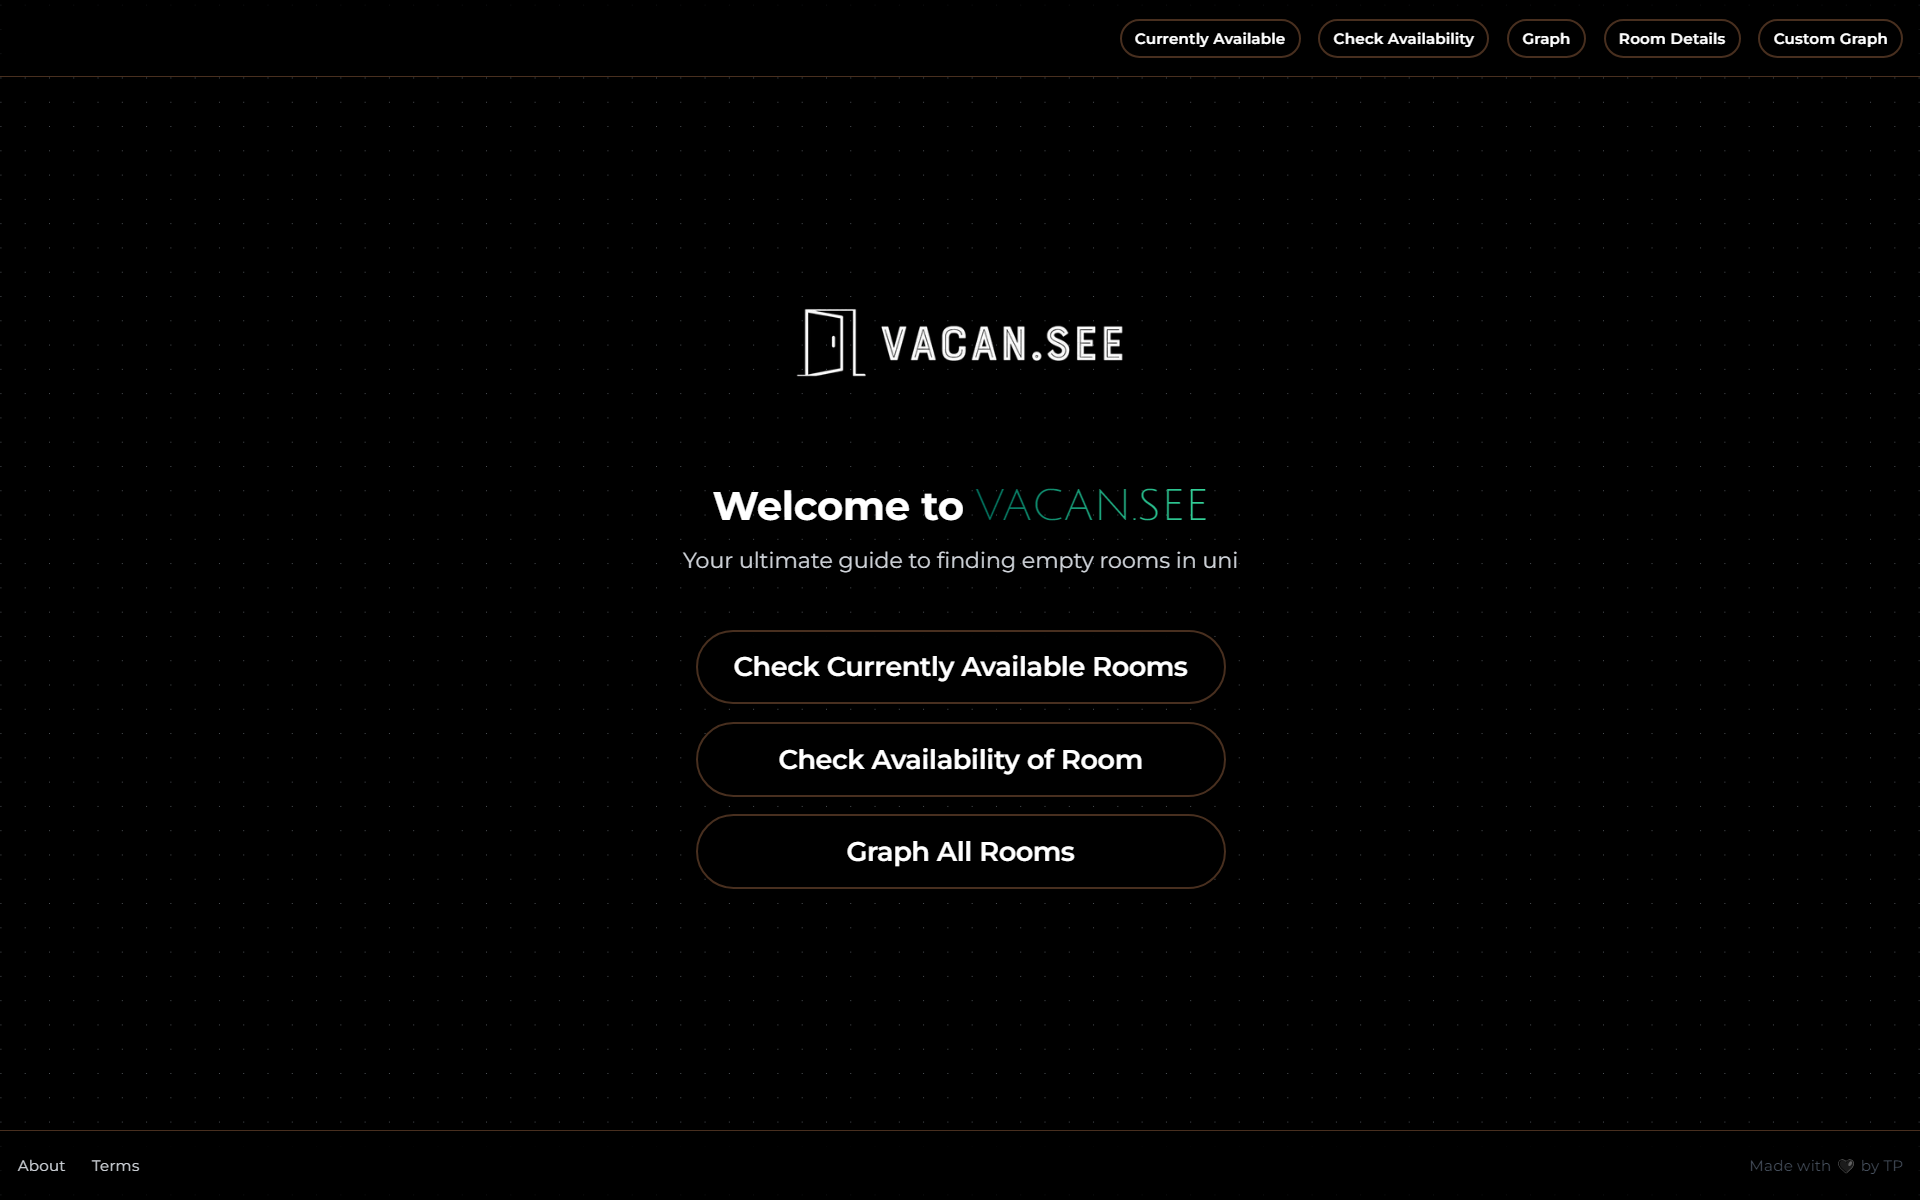 Currently Available Check Availability Graph Room Details Custom Graph
VACAN.SEE
Welcome to VACAN.SEE
Your ultimate guide to finding empty rooms in uni
Check Currently Available Rooms
Check Availability of Room
Graph All Rooms
About Terms Made with 🖤 by TP